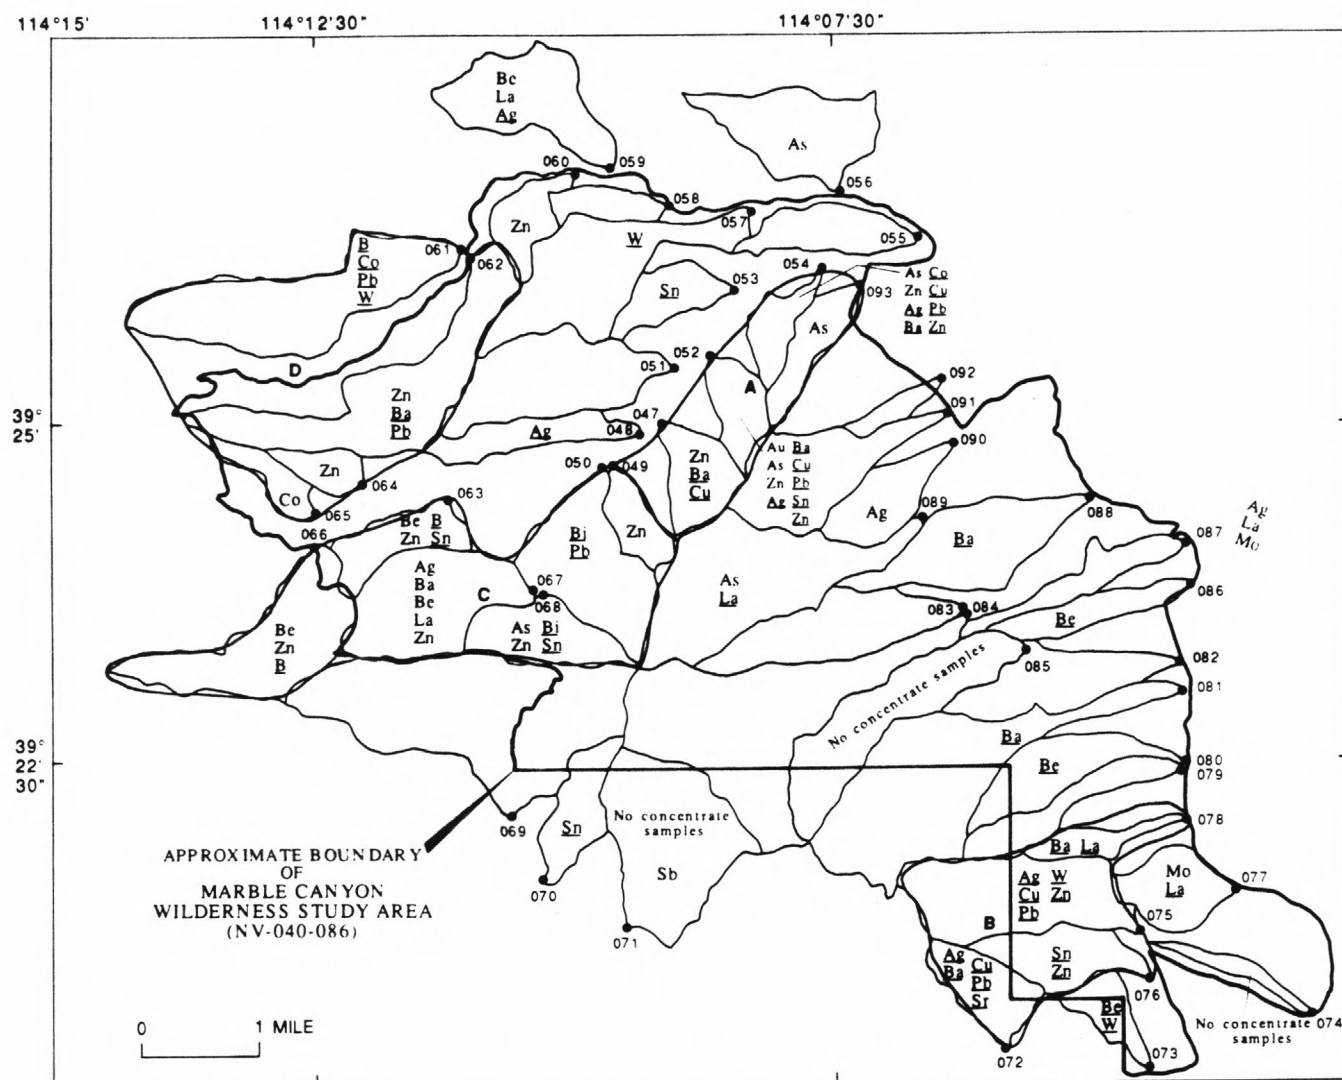 114°15' 114°12'30" 114°07'30"
Be
La
Ag
As
060
059
058
057
056
055
Zn
W
061
062
B
Co
Pb
W
054
053
Sn
093
As Co
Zn Cu
Ag Pb
Ba Zn
As
D
051
052
A
092
091
090
Zn
Ba
Pb
39°
25'
Ag
047
048
050
049
Zn
Ba
Cu
Au Ba
As Cu
Zn Pb
Ag Sn
Zn
Zn
Co
064
065
063
066
Be B
Zn Sn
Bi
Pb
Zn
Ag
089
088
Ba
087
Ag
La
Mo
086
Ag
Ba
Be
La
Zn
C
067
068
As Bi
Zn Sn
As
La
083
084
Be
085
082
081
Be
Zn
B
No concentrate samples
39°
22'
30"
Ba
Be
080
079
078
069
Sn
070
No concentrate
samples
Sb
071
APPROXIMATE BOUNDARY
OF
MARBLE CANYON
WILDERNESS STUDY AREA
(NV-040-086)
Ba La
Ag W
Cu Zn
Pb
B
Mo
La
077
075
Sn
Zn
076
Ag
Ba Cu
Pb
Sr
Be
W
072
073
No concentrate
samples
074
0 1 MILE